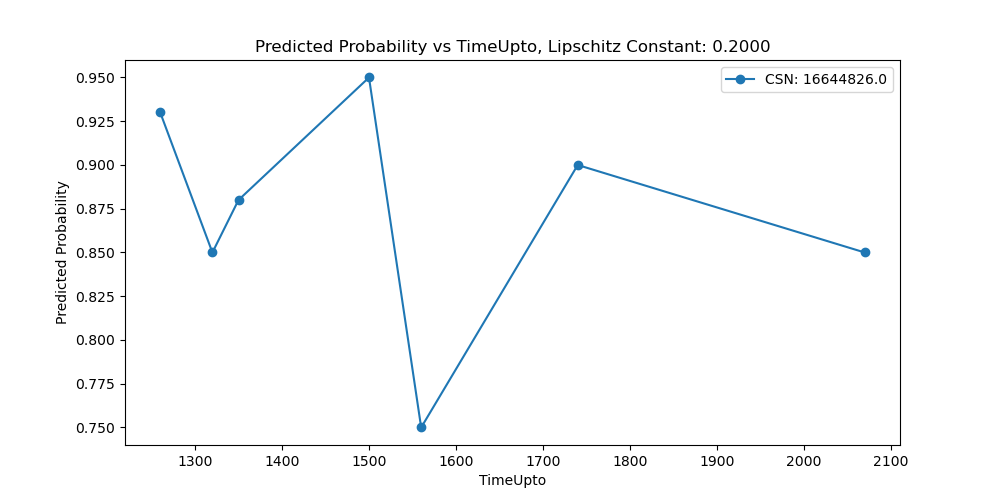 Predicted Probability vs TimeUpto, Lipschitz Constant: 0.2000
CSN: 16644826.0
Predicted Probability
0.950
0.925
0.900
0.875
0.850
0.825
0.800
0.775
0.750
1300 1400 1500 1600 1700 1800 1900 2000 2100
TimeUpto